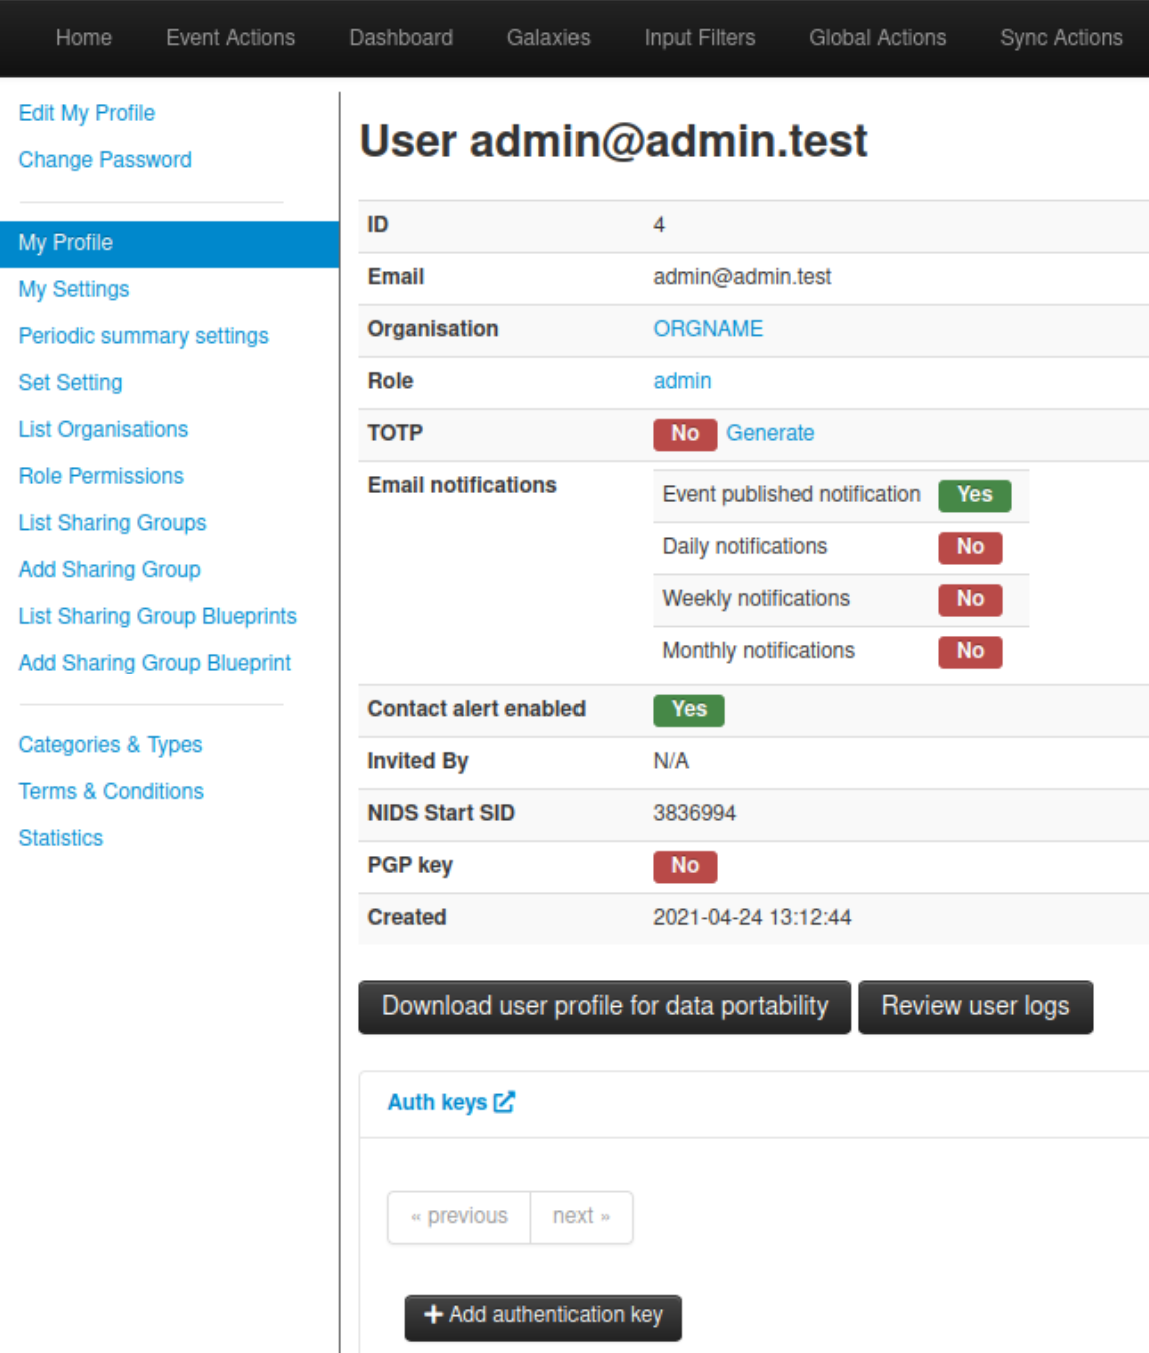 Home Event Actions Dashboard Galaxies Input Filters Global Actions Sync Actions
Edit My Profile
Change Password
My Profile
My Settings
Periodic summary settings
Set Setting
List Organisations
Role Permissions
List Sharing Groups
Add Sharing Group
List Sharing Group Blueprints
Add Sharing Group Blueprint
Categories & Types
Terms & Conditions
Statistics
User admin@admin.test
ID 4
Email admin@admin.test
Organisation ORGNAME
Role admin
TOTP No Generate
Email notifications
Event published notification Yes
Daily notifications No
Weekly notifications No
Monthly notifications No
Contact alert enabled Yes
Invited By N/A
NIDS Start SID 3836994
PGP key No
Created 2021-04-24 13:12:44
Download user profile for data portability Review user logs
Auth keys
« previous next »
+ Add authentication key